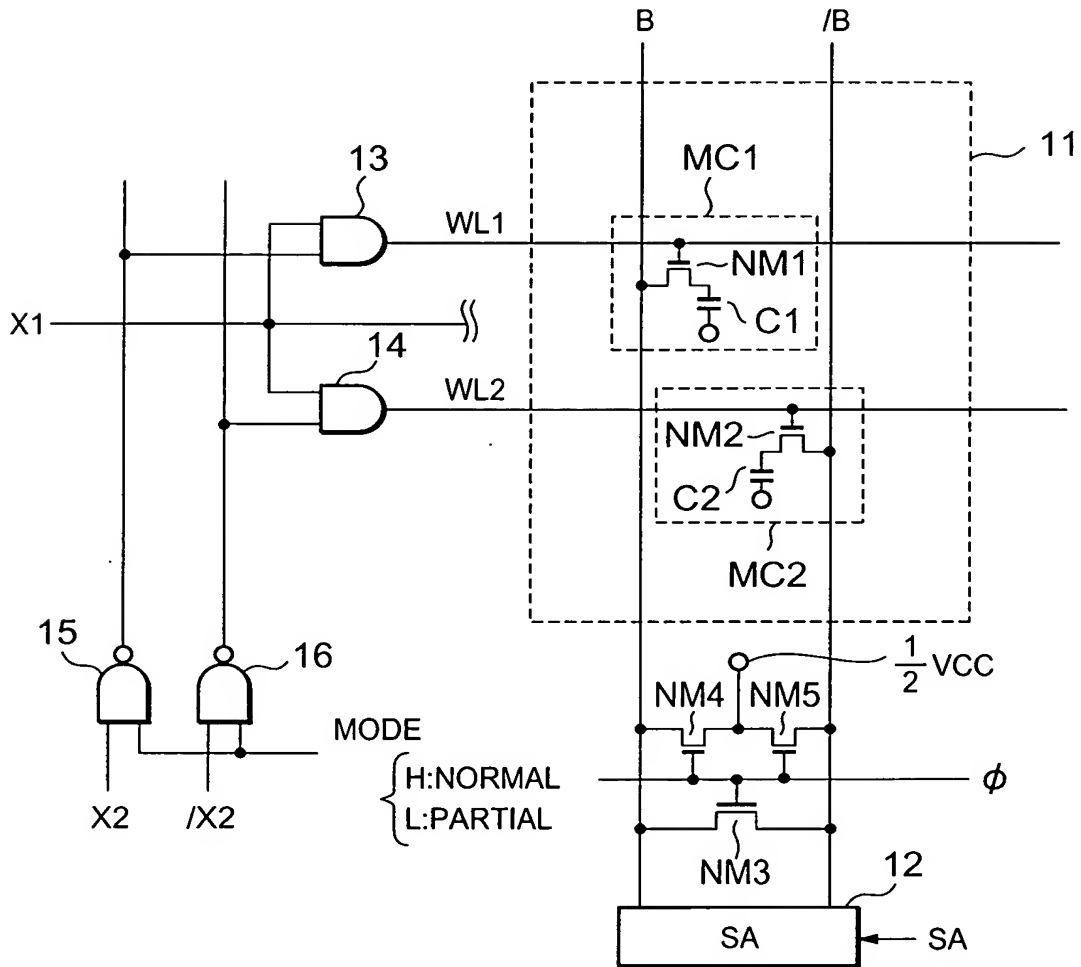 B /B
11
13 MC1
WL1
NM1
C1
X1
14
WL2
NM2
C2
MC2
15 16
1/2 VCC
NM4 NM5
MODE
H:NORMAL
L:PARTIAL
ϕ
X2 /X2
NM3
12
SA SA